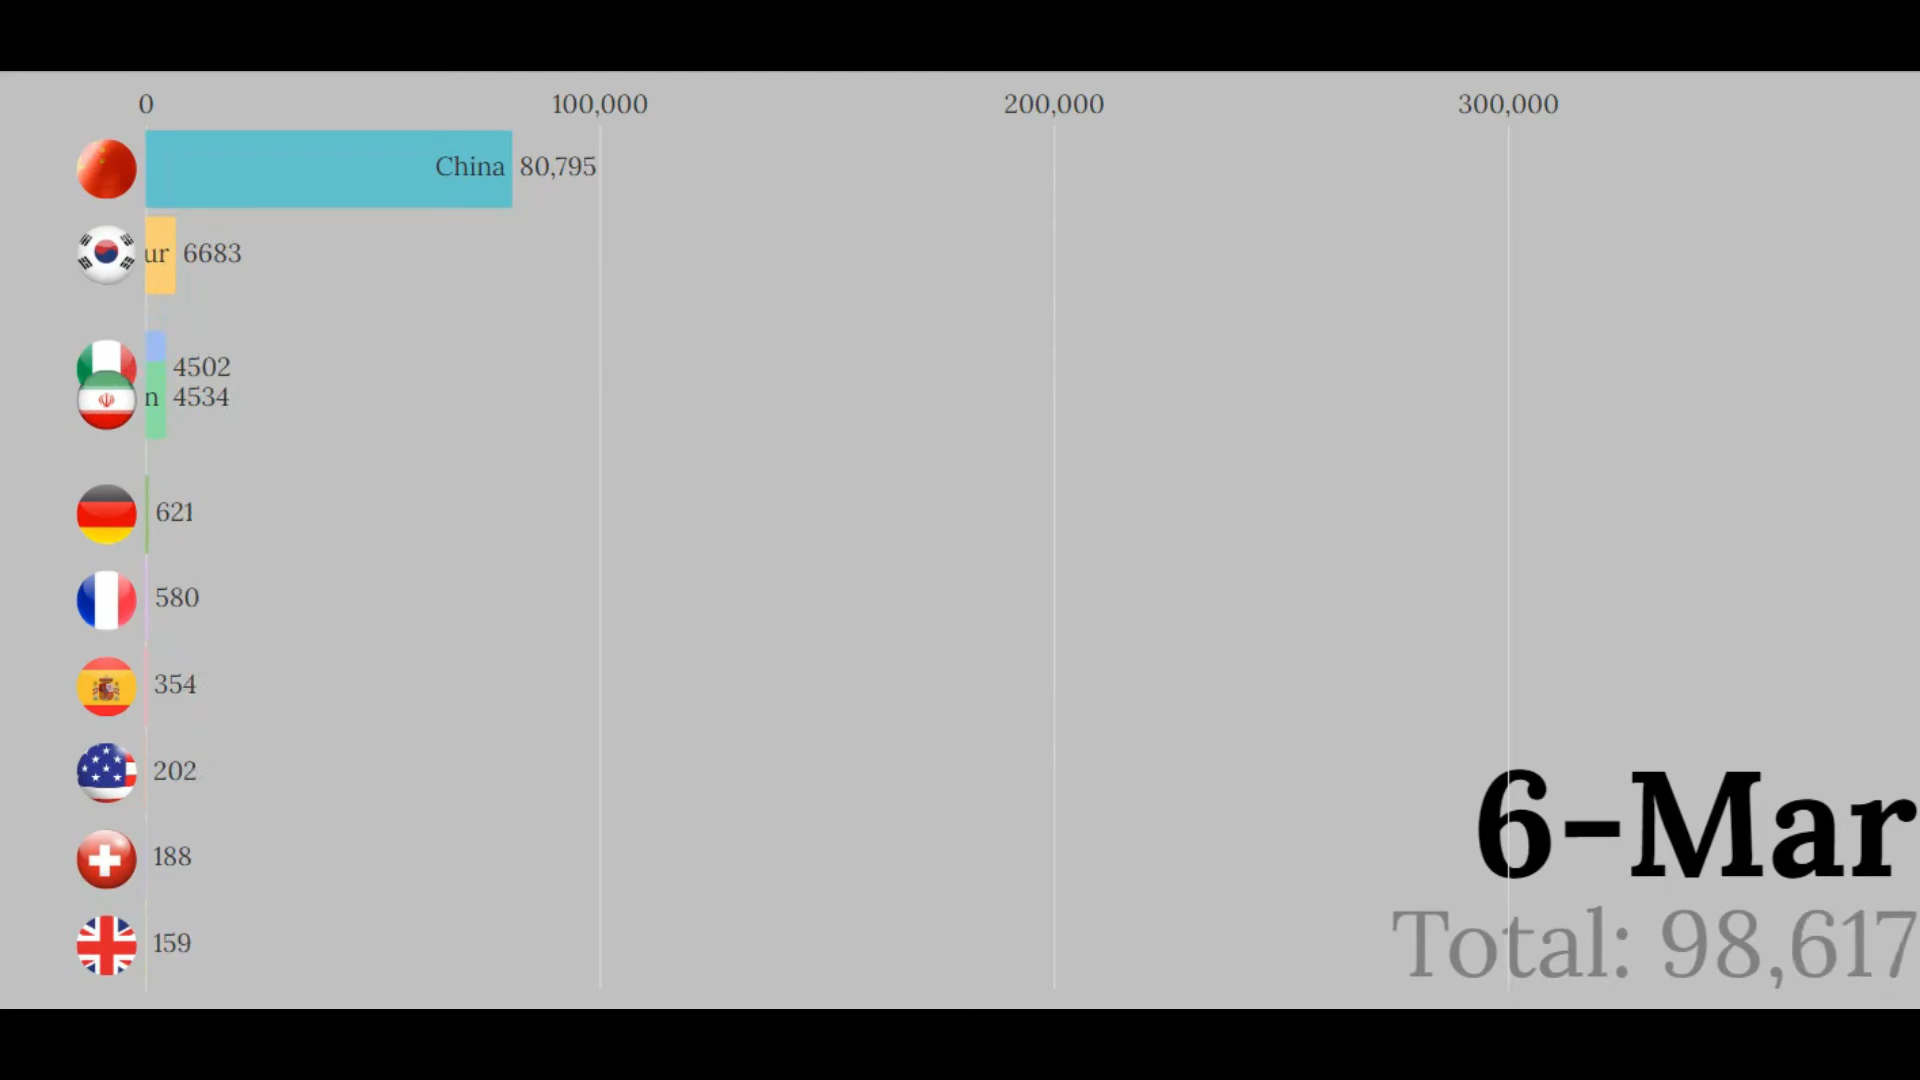 0 100,000 200,000 300,000
China 80,795
ur 6683
4502
n 4534
621
580
354
202
188
159
6-Mar
Total: 98,617